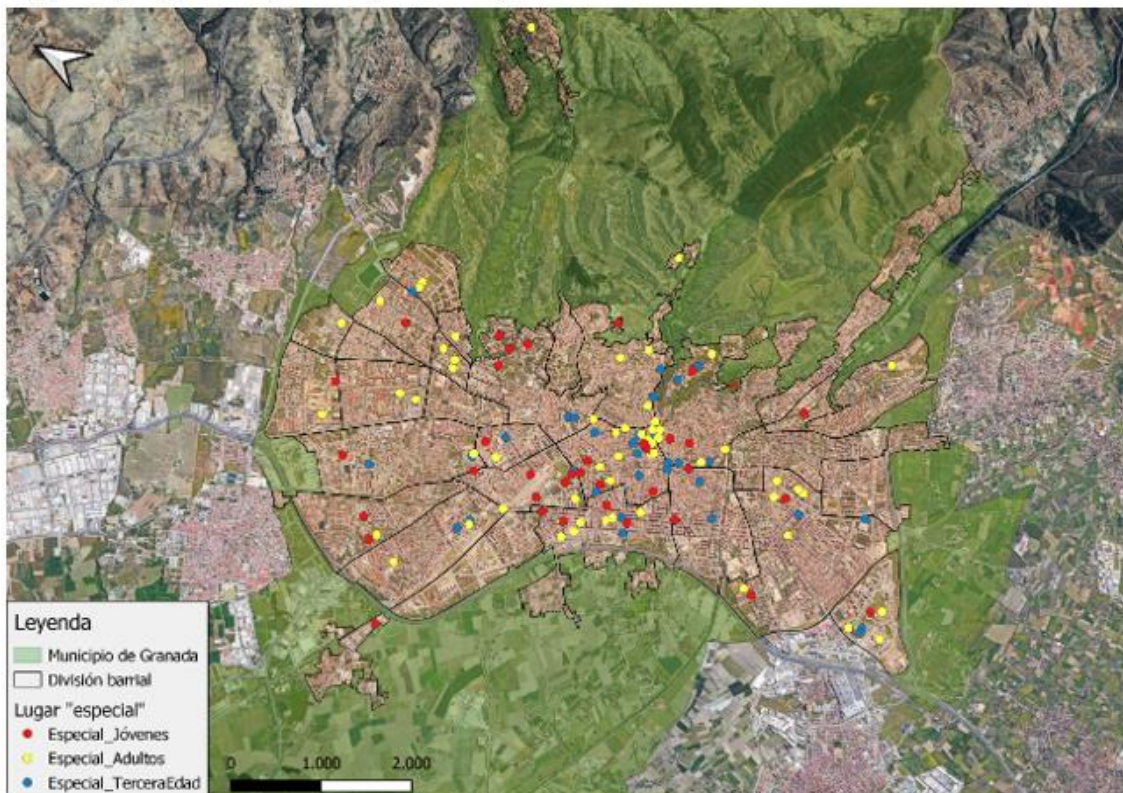 Leyenda
Municipio de Granada
División barrial
Lugar "especial"
Especial_Jóvenes
Especial_Adultos
Especial_TerceraEdad
0 1.000 2.000